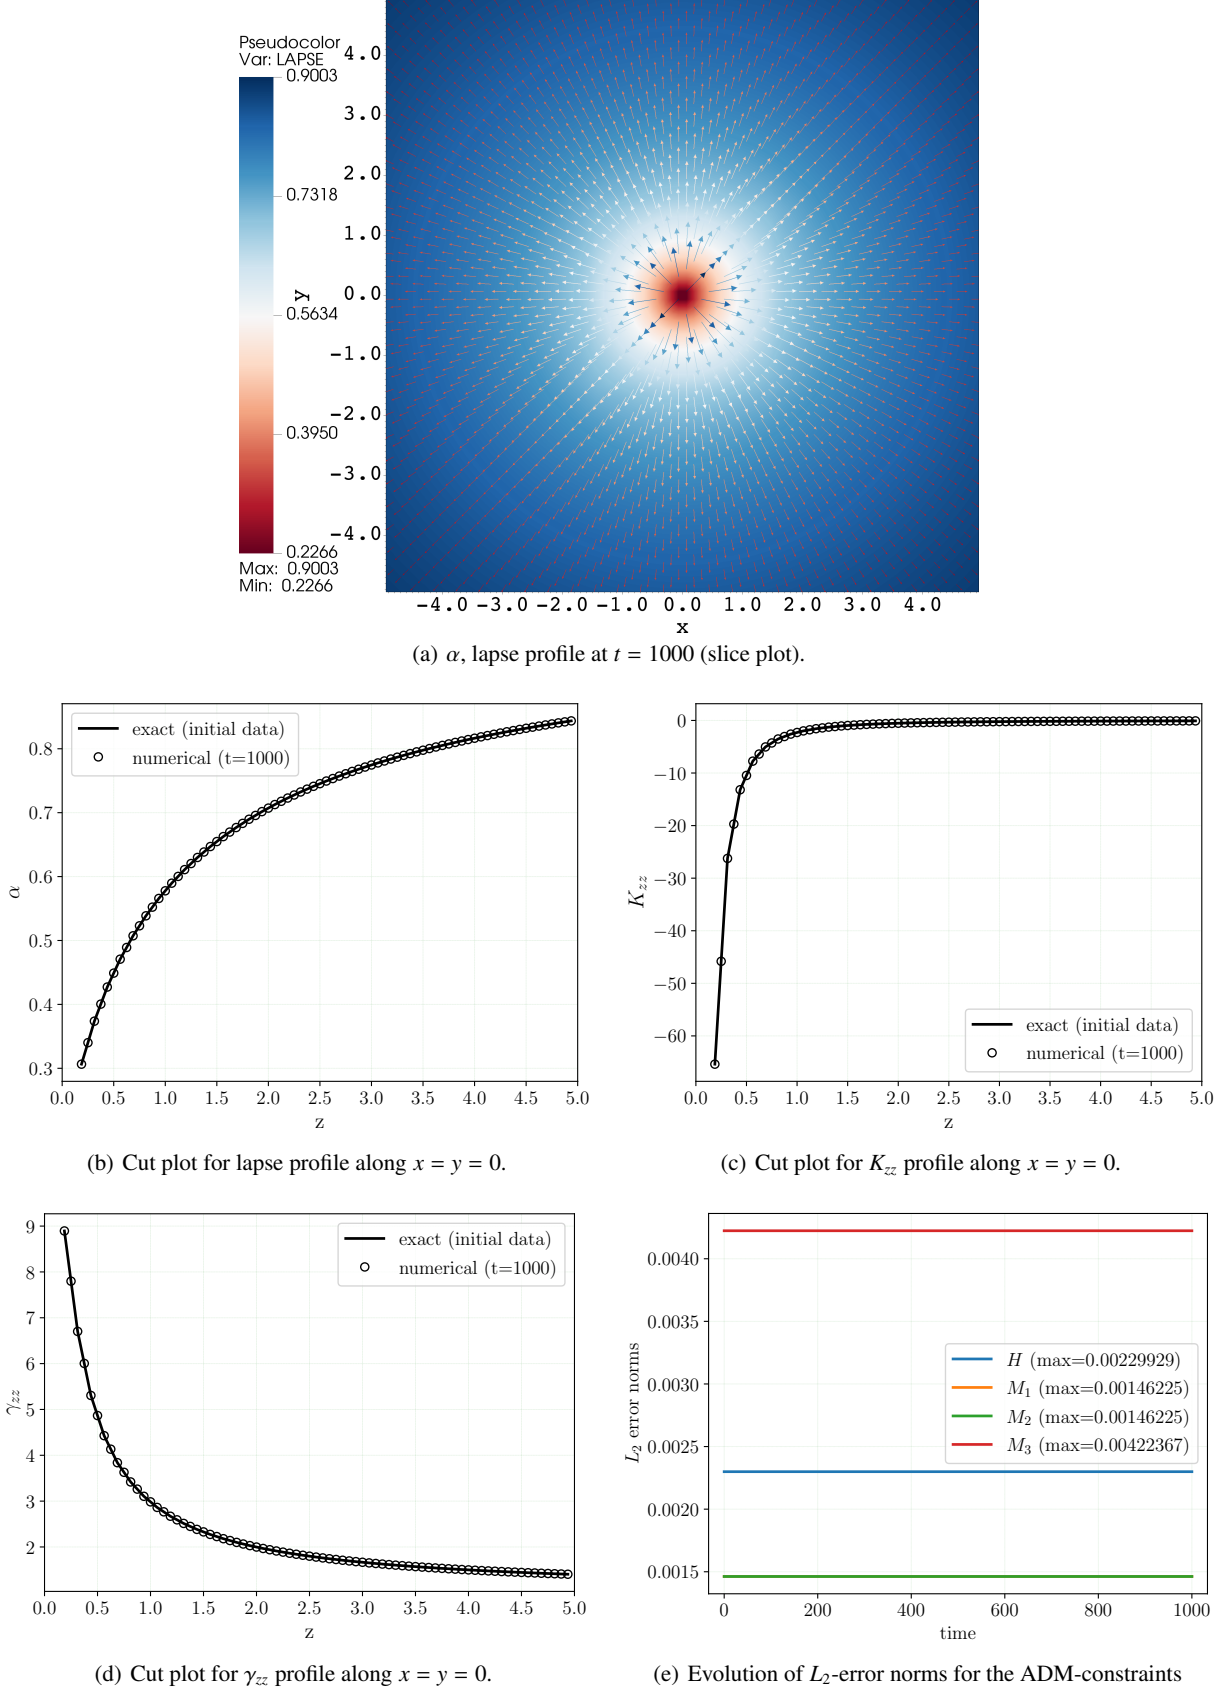 Pseudocolor
Var: LAPSE
0.9003
0.7318
0.5634
0.3950
0.2266
Max: 0.9003
Min: 0.2266
y
4.0
3.0
2.0
1.0
0.0
-1.0
-2.0
-3.0
-4.0
-4.0 -3.0 -2.0 -1.0 0.0 1.0 2.0 3.0 4.0
x
(a) α, lapse profile at t = 1000 (slice plot).
exact (initial data)
numerical (t=1000)
α
0.8
0.7
0.6
0.5
0.4
0.3
0.0 0.5 1.0 1.5 2.0 2.5 3.0 3.5 4.0 4.5 5.0
z
(b) Cut plot for lapse profile along x = y = 0.
K_zz
0
−10
−20
−30
−40
−50
−60
exact (initial data)
numerical (t=1000)
0.0 0.5 1.0 1.5 2.0 2.5 3.0 3.5 4.0 4.5 5.0
z
(c) Cut plot for K_zz profile along x = y = 0.
γ_zz
9
8
7
6
5
4
3
2
exact (initial data)
numerical (t=1000)
0.0 0.5 1.0 1.5 2.0 2.5 3.0 3.5 4.0 4.5 5.0
z
(d) Cut plot for γ_zz profile along x = y = 0.
L₂ error norms
0.0040
0.0035
0.0030
0.0025
0.0020
0.0015
H (max=0.00229929)
M₁ (max=0.00146225)
M₂ (max=0.00146225)
M₃ (max=0.00422367)
0 200 400 600 800 1000
time
(e) Evolution of L₂-error norms for the ADM-constraints